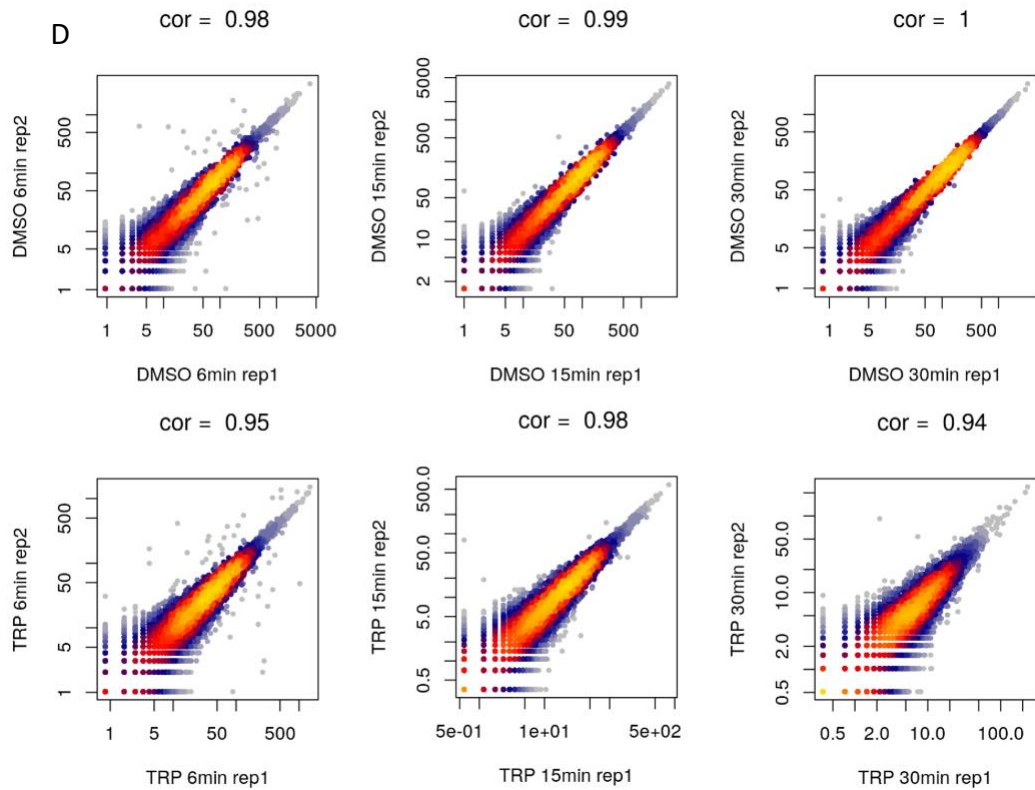 D
cor = 0.98
DMSO 6min rep2
500
50
5
1
1 5 50 500 5000
DMSO 6min rep1
cor = 0.99
DMSO 15min rep2
5000
500
50
10
2
1 5 50 500
DMSO 15min rep1
cor = 1
DMSO 30min rep2
500
50
5
1
1 5 50 500
DMSO 30min rep1
cor = 0.95
TRP 6min rep2
500
50
5
1
1 5 50 500
TRP 6min rep1
cor = 0.98
TRP 15min rep2
500.0
50.0
5.0
0.5
5e-01 1e+01 5e+02
TRP 15min rep1
cor = 0.94
TRP 30min rep2
50.0
10.0
2.0
0.5
0.5 2.0 10.0 100.0
TRP 30min rep1